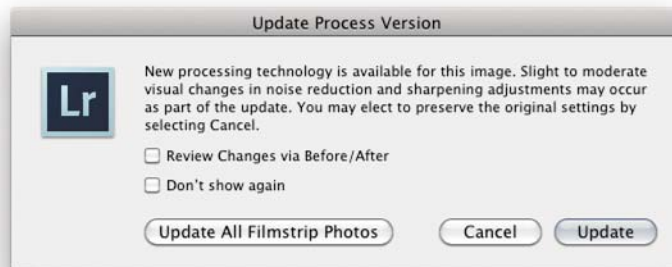 Update Process Version
Lr
New processing technology is available for this image. Slight to moderate
visual changes in noise reduction and sharpening adjustments may occur
as part of the update. You may elect to preserve the original settings by
selecting Cancel.
Review Changes via Before/After
Don't show again
Update All Filmstrip Photos Cancel Update